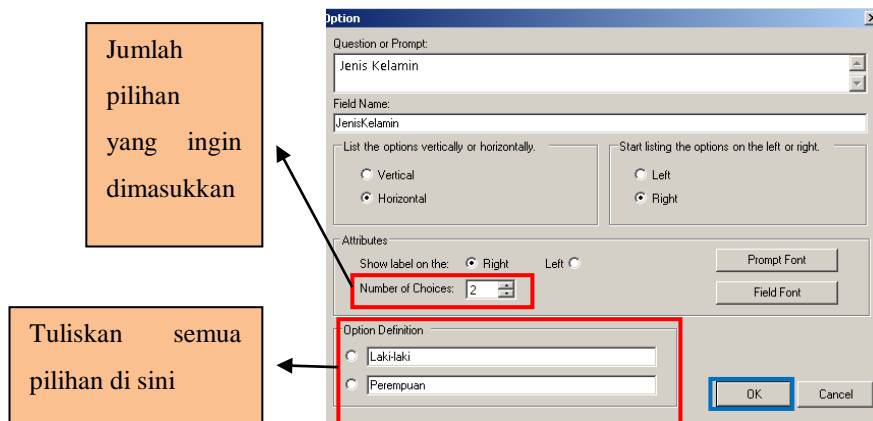 Jumlah
pilihan
yang ingin
dimasukkan
Tuliskan semua
pilihan di sini
Option
Question or Prompt:
Jenis Kelamin
Field Name:
JenisKelamin
List the options vertically or horizontally.
Vertical
Horizontal
Start listing the options on the left or right.
Left
Right
Attributes
Show label on the: Right Left
Number of Choices: 2
Prompt Font
Field Font
Option Definition
Laki-laki
Perempuan
OK Cancel